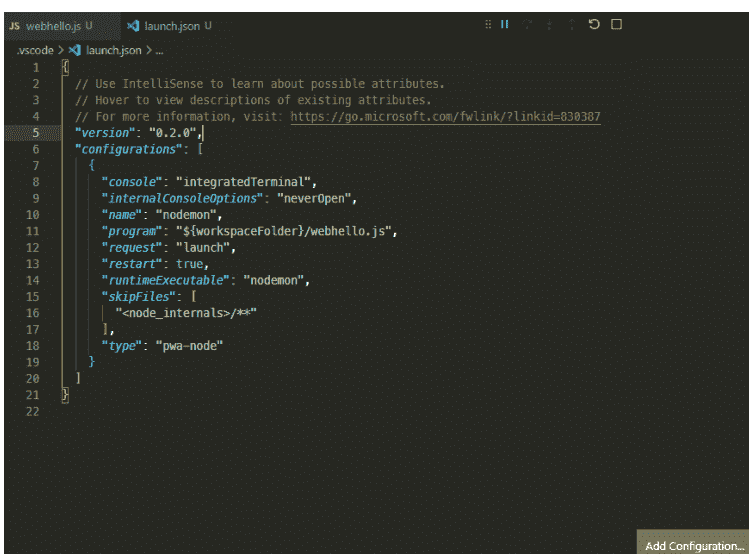 JS webhello.js U launch.json U
.vscode > launch.json > ...
1 {
2 // Use IntelliSense to learn about possible attributes.
3 // Hover to view descriptions of existing attributes.
4 // For more information, visit: https://go.microsoft.com/fwlink/?linkid=830387
5 "version": "0.2.0",
6 "configurations": [
7 {
8 "console": "integratedTerminal",
9 "internalConsoleOptions": "neverOpen",
10 "name": "nodemon",
11 "program": "${workspaceFolder}/webhello.js",
12 "request": "launch",
13 "restart": true,
14 "runtimeExecutable": "nodemon",
15 "skipFiles": [
16 "<node_internals>/**"
17 ],
18 "type": "pwa-node"
19 }
20 ]
21 }
22
Add Configuration...